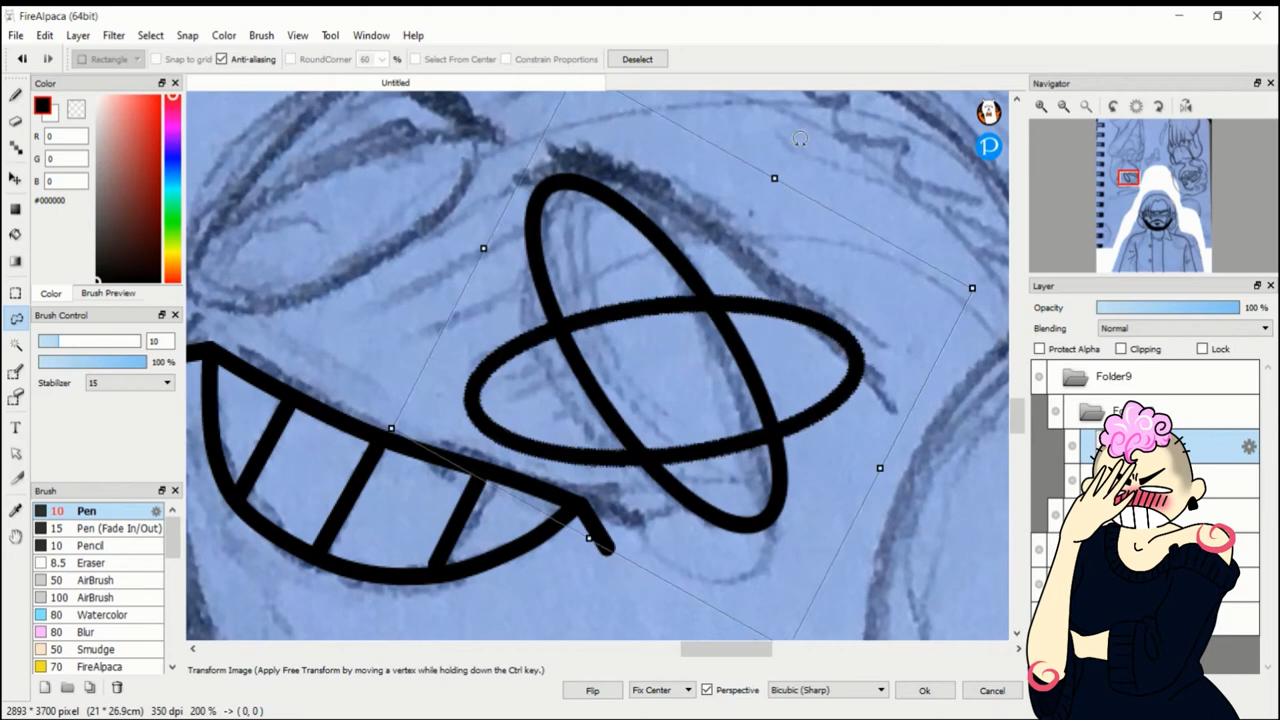 FireAlpaca (64bit)
File Edit Layer Filter Select Snap Color Brush View Tool Window Help
Rectangle Snap to grid Anti-aliasing RoundCorner 60 % Select From Center Constrain Proportions Deselect
Color
Untitled
Navigator
R 0
G 0
B 0
#000000
Color Brush Preview
Brush Control
10
100 %
Stabilizer 15
Layer
Opacity 100 %
Blending Normal
Protect Alpha Clipping Lock
Folder9
Brush
10 Pen
15 Pen (Fade In/Out)
10 Pencil
8.5 Eraser
50 AirBrush
100 AirBrush
80 Watercolor
80 Blur
50 Smudge
70 FireAlpaca
Transform Image (Apply Free Transform by moving a vertex while holding down the Ctrl key.)
Flip Fix Center Perspective Bicubic (Sharp) Ok Cancel
2893 * 3700 pixel (21 * 26.9cm) 350 dpi 200 % -> ( 0, 0 )